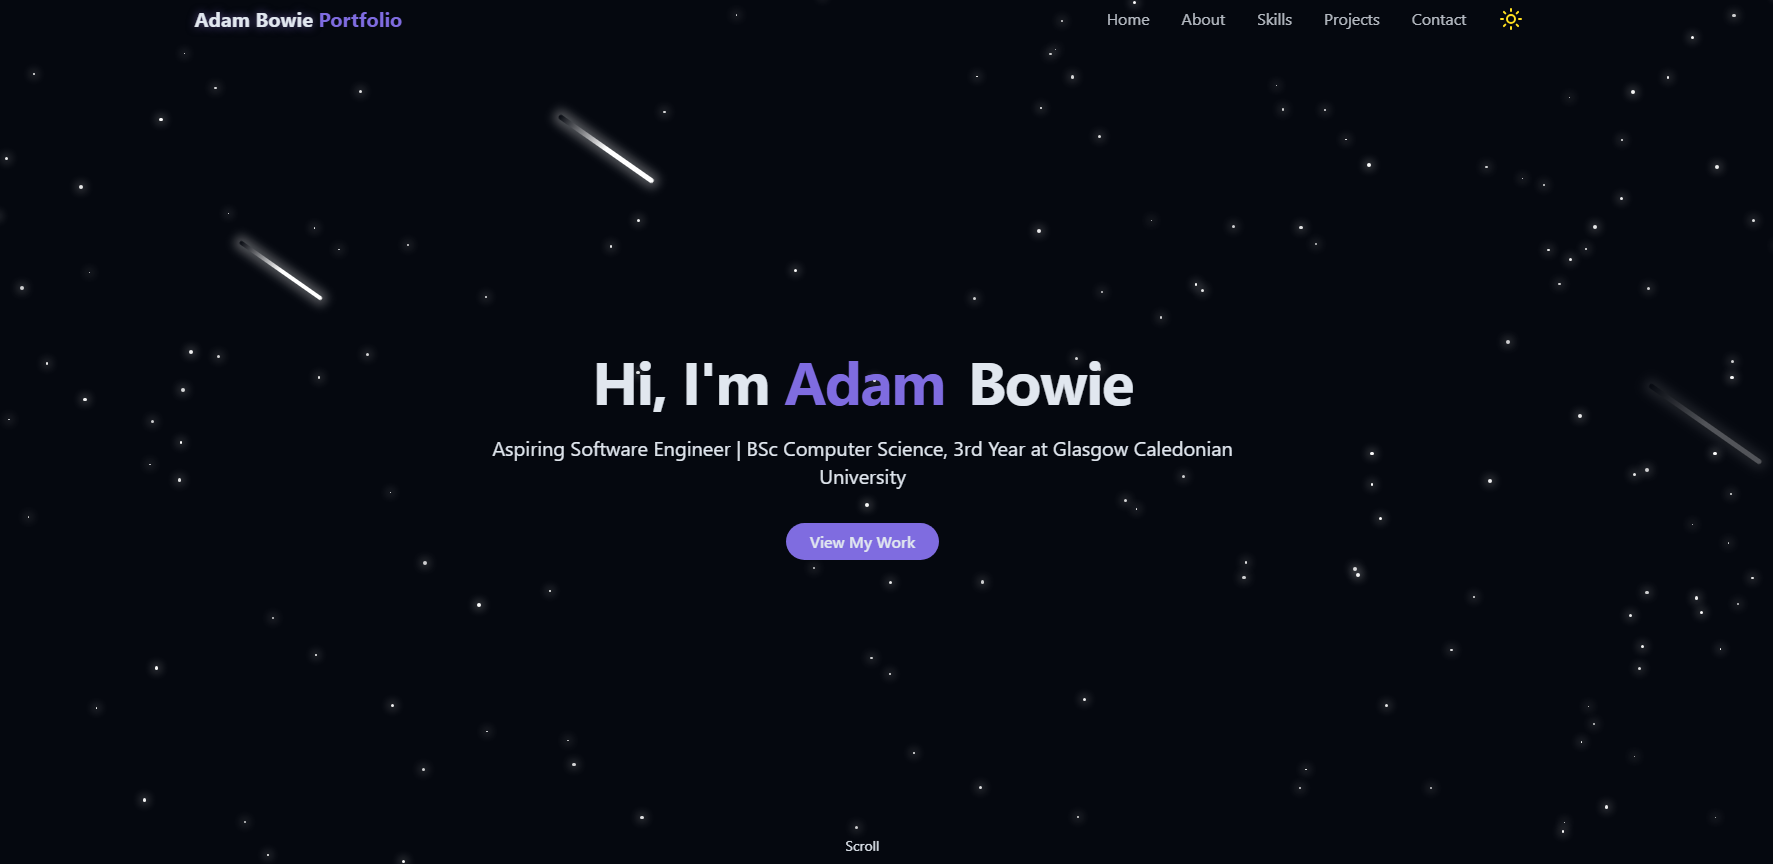 Adam Bowie Portfolio
Home About Skills Projects Contact
Hi, I'm Adam Bowie
Aspiring Software Engineer | BSc Computer Science, 3rd Year at Glasgow Caledonian
University
View My Work
Scroll